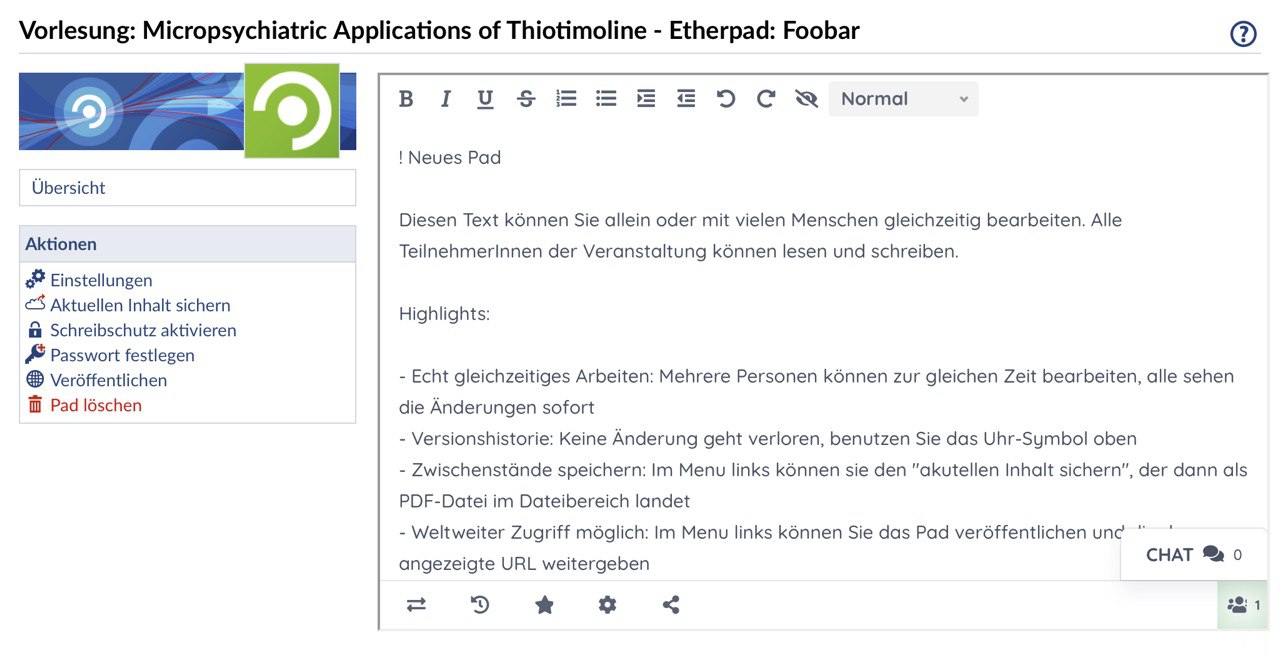 Vorlesung: Micropsychiatric Applications of Thiotimoline - Etherpad: Foobar
Übersicht
Aktionen
Einstellungen
Aktuellen Inhalt sichern
Schreibschutz aktivieren
Passwort festlegen
Veröffentlichen
Pad löschen
B I U S Normal
! Neues Pad
Diesen Text können Sie allein oder mit vielen Menschen gleichzeitig bearbeiten. Alle
TeilnehmerInnen der Veranstaltung können lesen und schreiben.
Highlights:
- Echt gleichzeitiges Arbeiten: Mehrere Personen können zur gleichen Zeit bearbeiten, alle sehen
die Änderungen sofort
- Versionshistorie: Keine Änderung geht verloren, benutzen Sie das Uhr-Symbol oben
- Zwischenstände speichern: Im Menu links können sie den "akutellen Inhalt sichern", der dann als
PDF-Datei im Dateibereich landet
- Weltweiter Zugriff möglich: Im Menu links können Sie das Pad veröffentlichen und
angezeigte URL weitergeben
CHAT 0
1